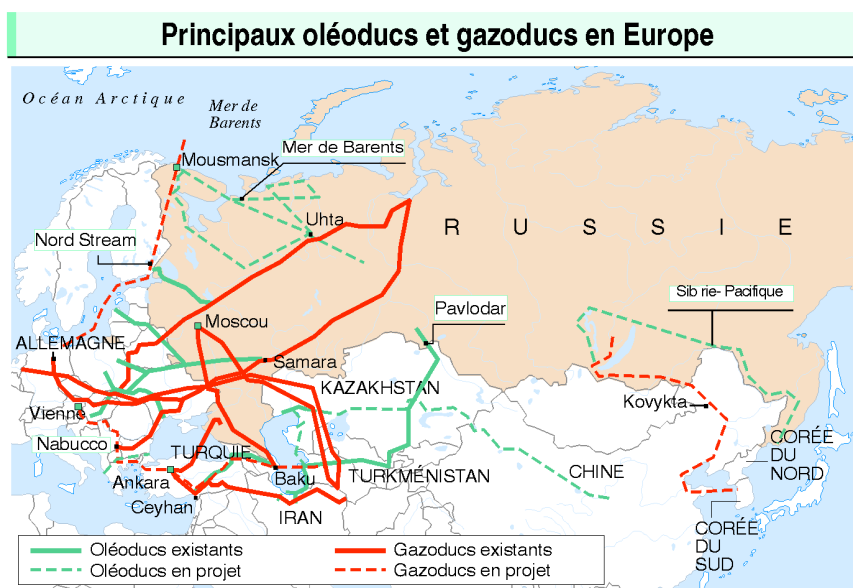 Principaux oléoducs et gazoducs en Europe
Océan Arctique
Mer de
Barents
Mousmansk
Mer de Barents
Uhta
R U S S I E
Nord Stream
Sib rie- Pacifique
Pavlodar
Moscou
ALLEMAGNE
Samara
KAZAKHSTAN
Kovykta
Vienne
Nabucco
TURQUIE
CORÉE
DU
NORD
Ankara
Baku
TURKMÉNISTAN
CHINE
Ceyhan
IRAN
CORÉE
DU
SUD
Oléoducs existants
Gazoducs existants
Oléoducs en projet
Gazoducs en projet